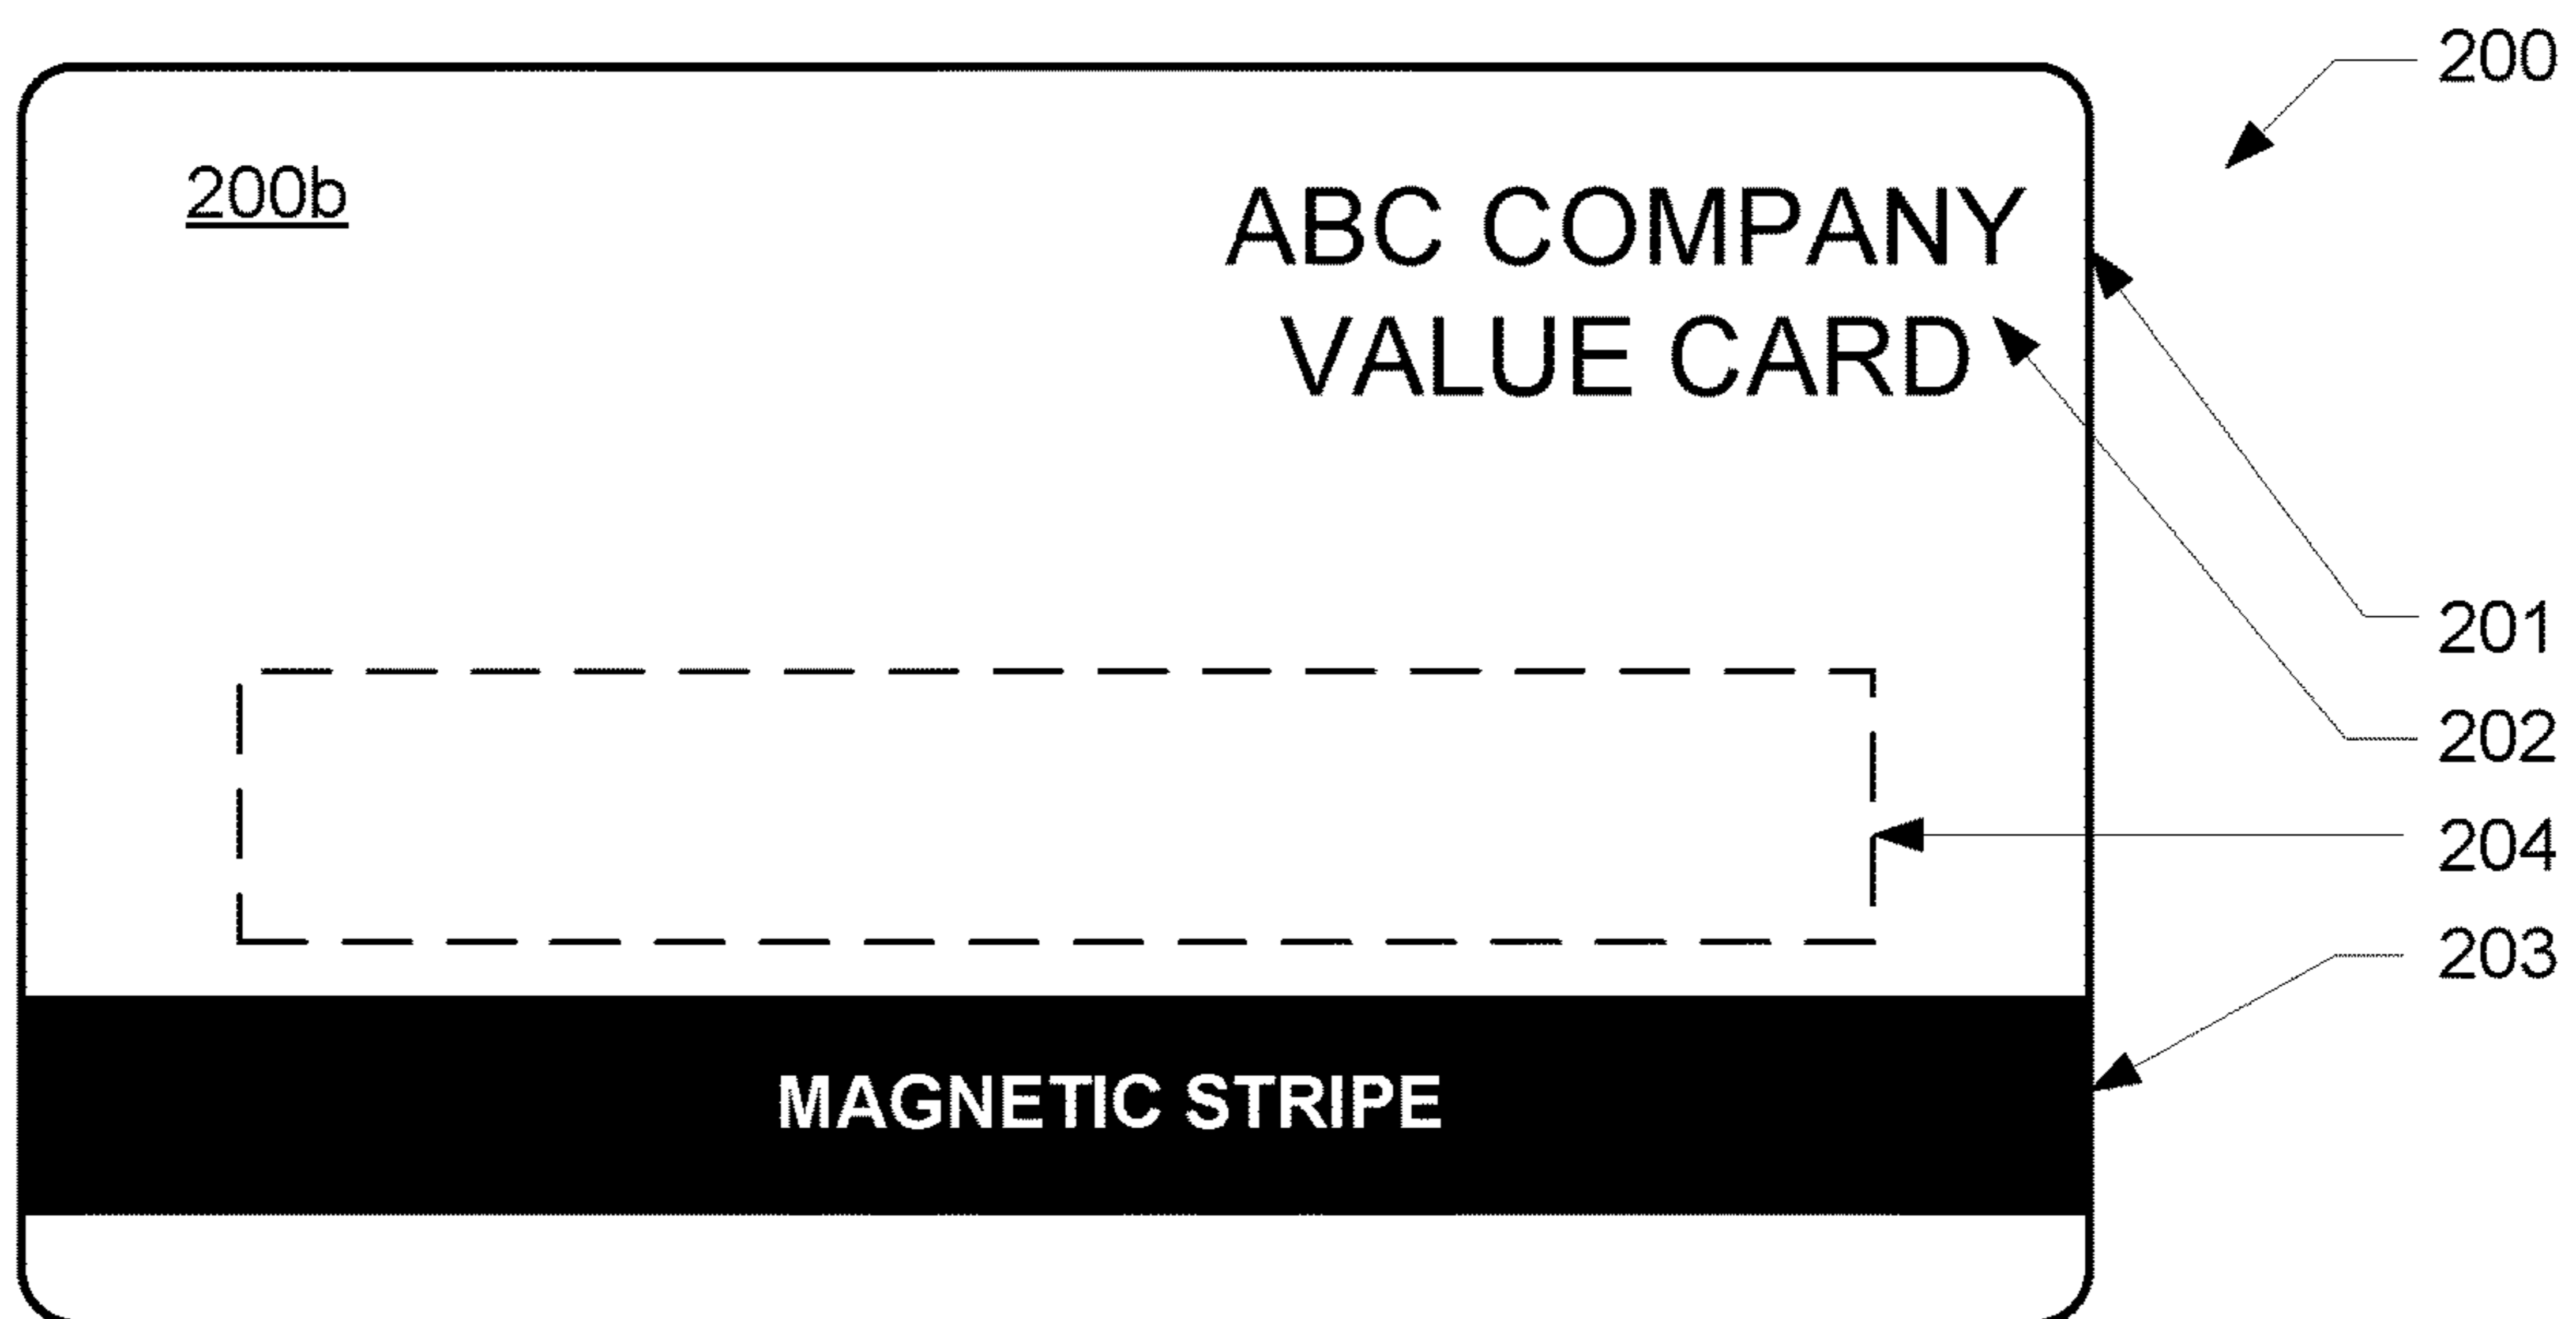 200
200b
ABC COMPANY
VALUE CARD
201
202
204
203
MAGNETIC STRIPE